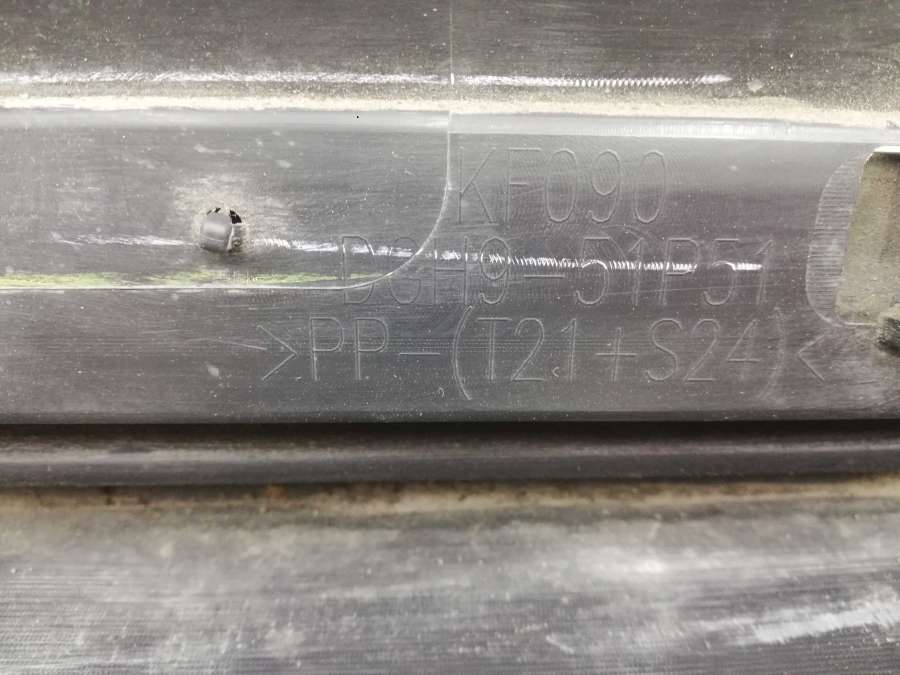 KF090
DGH9-51P51
>PP-(T21+S24)<